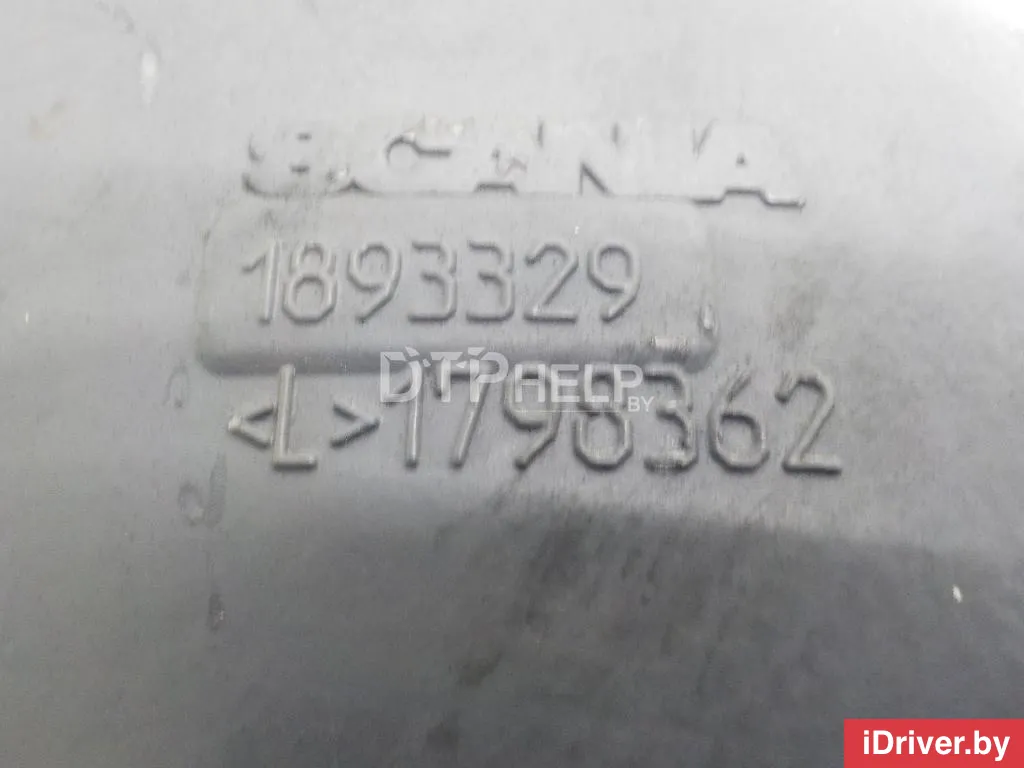 SCANIA
1893329
<L>1798362
DTPHELP
BY
iDriver.by